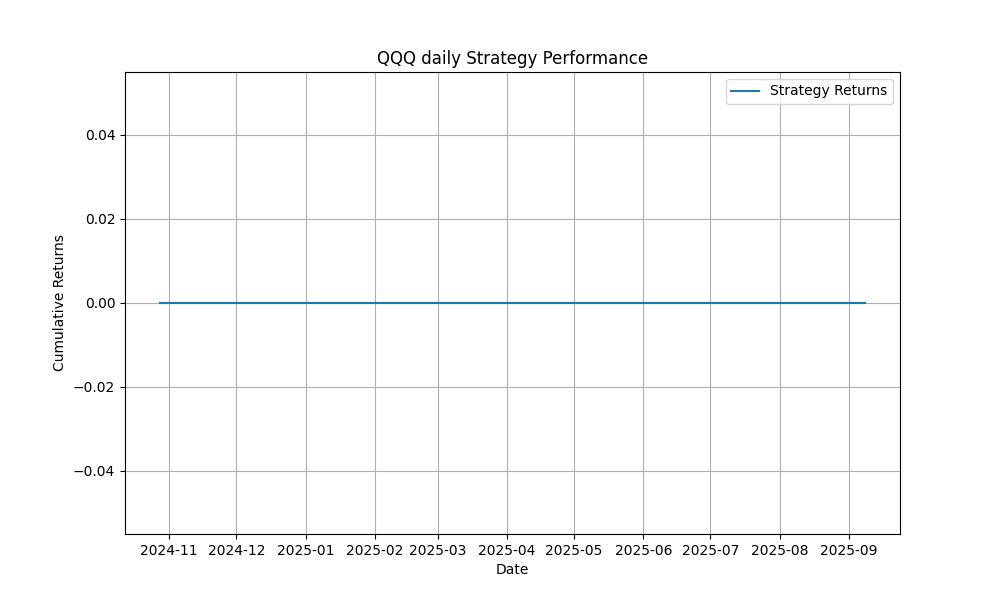 QQQ daily Strategy Performance
Strategy Returns
Cumulative Returns
0.04
0.02
0.00
−0.02
−0.04
2024-11 2024-12 2025-01 2025-02 2025-03 2025-04 2025-05 2025-06 2025-07 2025-08 2025-09
Date